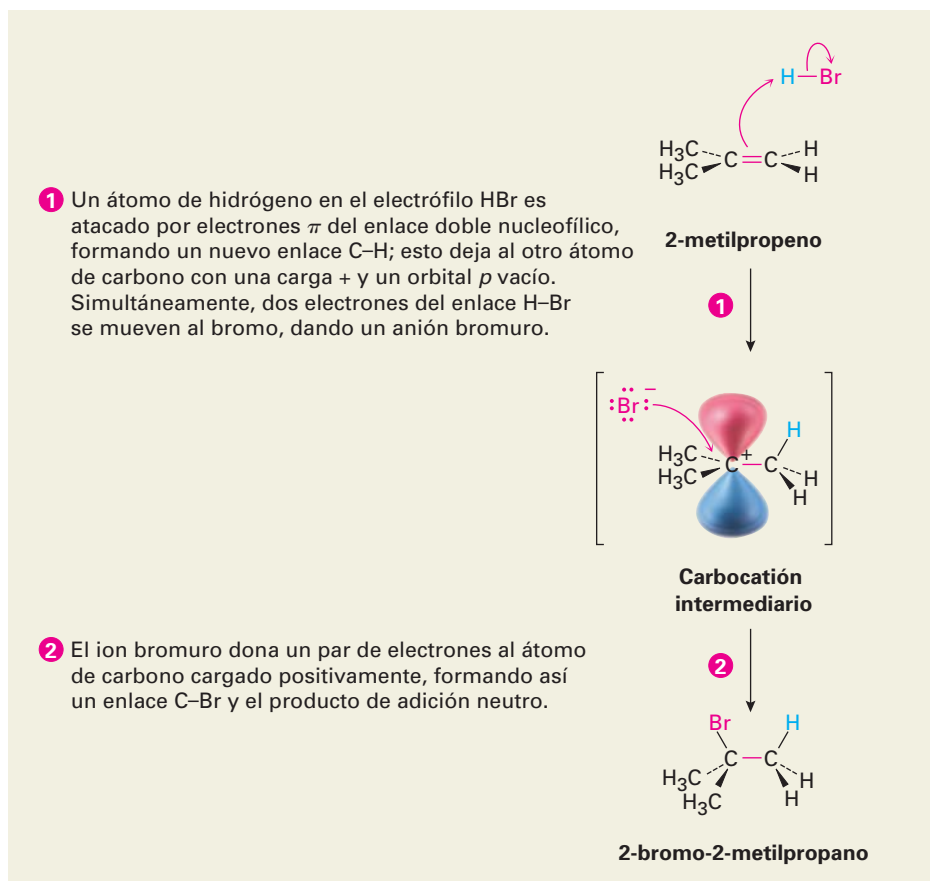 H—Br
H₃C C=C H
H₃C H
❶ Un átomo de hidrógeno en el electrófilo HBr es
atacado por electrones π del enlace doble nucleofílico,
formando un nuevo enlace C–H; esto deja al otro átomo
de carbono con una carga + y un orbital p vacío.
Simultáneamente, dos electrones del enlace H–Br
se mueven al bromo, dando un anión bromuro.
2-metilpropeno
❶
:Br: –
H
H₃C C+—C H
H₃C H
Carbocatión
intermediario
❷ El ion bromuro dona un par de electrones al átomo
de carbono cargado positivamente, formando así
un enlace C–Br y el producto de adición neutro.
❷
Br H
C—C
H₃C H
H₃C H
2-bromo-2-metilpropano